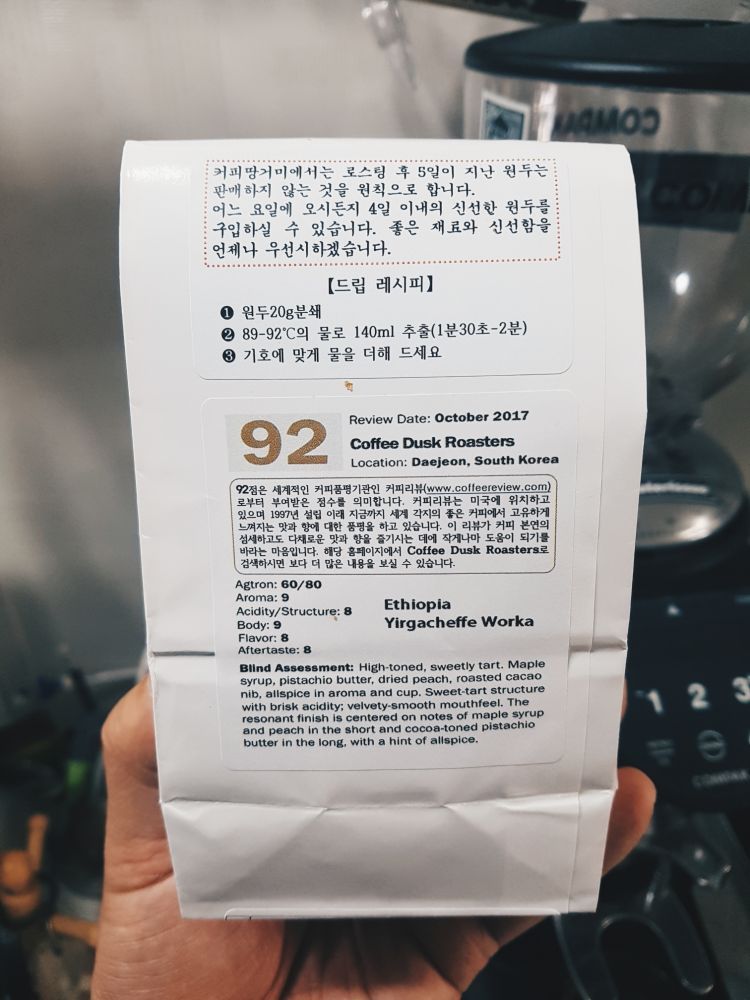 커피땅거미에서는 로스팅 후 5일이 지난 원두는
판매하지 않는 것을 원칙으로 합니다.
어느 요일에 오시든지 4일 이내의 신선한 원두를
구입하실 수 있습니다. 좋은 재료와 신선함을
언제나 우선시하겠습니다.
【드립 레시피】
❶ 원두20g분쇄
❷ 89-92℃의 물로 140ml 추출(1분30초-2분)
❸ 기호에 맞게 물을 더해 드세요
92
Review Date: October 2017
Coffee Dusk Roasters
Location: Daejeon, South Korea
92점은 세계적인 커피품평기관인 커피리뷰(www.coffeereview.com)
로부터 부여받은 점수를 의미합니다. 커피리뷰는 미국에 위치하고
있으며 1997년 설립 이래 지금까지 세계 각지의 좋은 커피에서 고유하게
느껴지는 맛과 향에 대한 품평을 하고 있습니다. 이 리뷰가 커피 본연의
섬세하고도 다채로운 맛과 향을 즐기시는 데에 작게나마 도움이 되기를
바라는 마음입니다. 해당 홈페이지에서 Coffee Dusk Roasters로
검색하시면 보다 더 많은 내용을 보실 수 있습니다.
Agtron: 60/80
Aroma: 9
Acidity/Structure: 8
Body: 9
Flavor: 8
Aftertaste: 8
Ethiopia
Yirgacheffe Worka
Blind Assessment: High-toned, sweetly tart. Maple
syrup, pistachio butter, dried peach, roasted cacao
nib, allspice in aroma and cup. Sweet-tart structure
with brisk acidity; velvety-smooth mouthfeel. The
resonant finish is centered on notes of maple syrup
and peach in the short and cocoa-toned pistachio
butter in the long, with a hint of allspice.
1 2 3